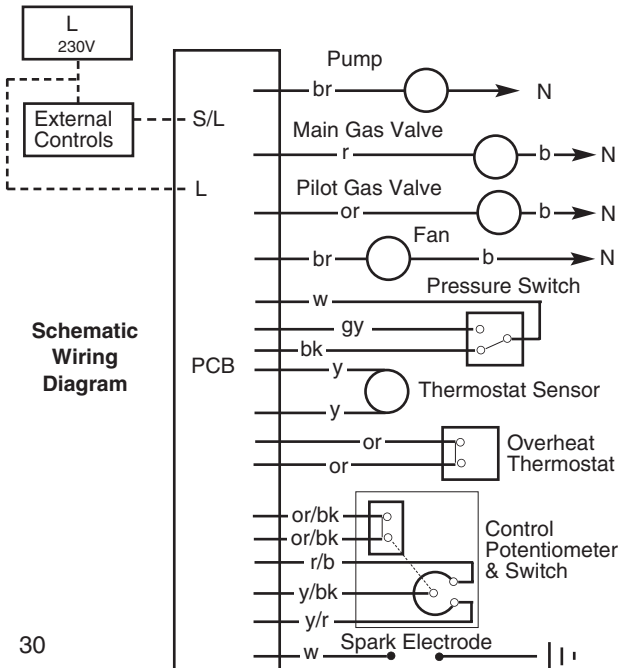 L
230V
External
Controls
S/L
L
Schematic
Wiring
Diagram
PCB
Pump
br
N
Main Gas Valve
r
b
N
Pilot Gas Valve
or
b
N
Fan
br
b
N
Pressure Switch
w
gy
bk
y
Thermostat Sensor
y
or
Overheat
Thermostat
or
or/bk
or/bk
Control
Potentiometer
& Switch
r/b
y/bk
y/r
Spark Electrode
w
30